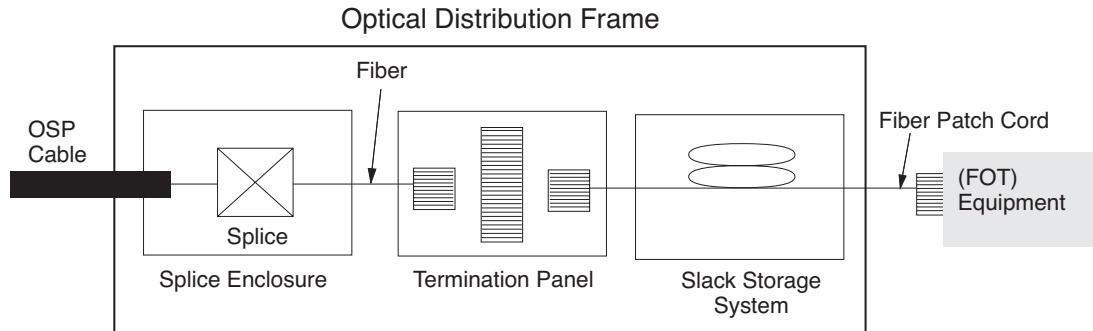 Optical Distribution Frame
Fiber
OSP
Cable
Fiber Patch Cord
(FOT)
Equipment
Splice
Splice Enclosure
Termination Panel
Slack Storage
System